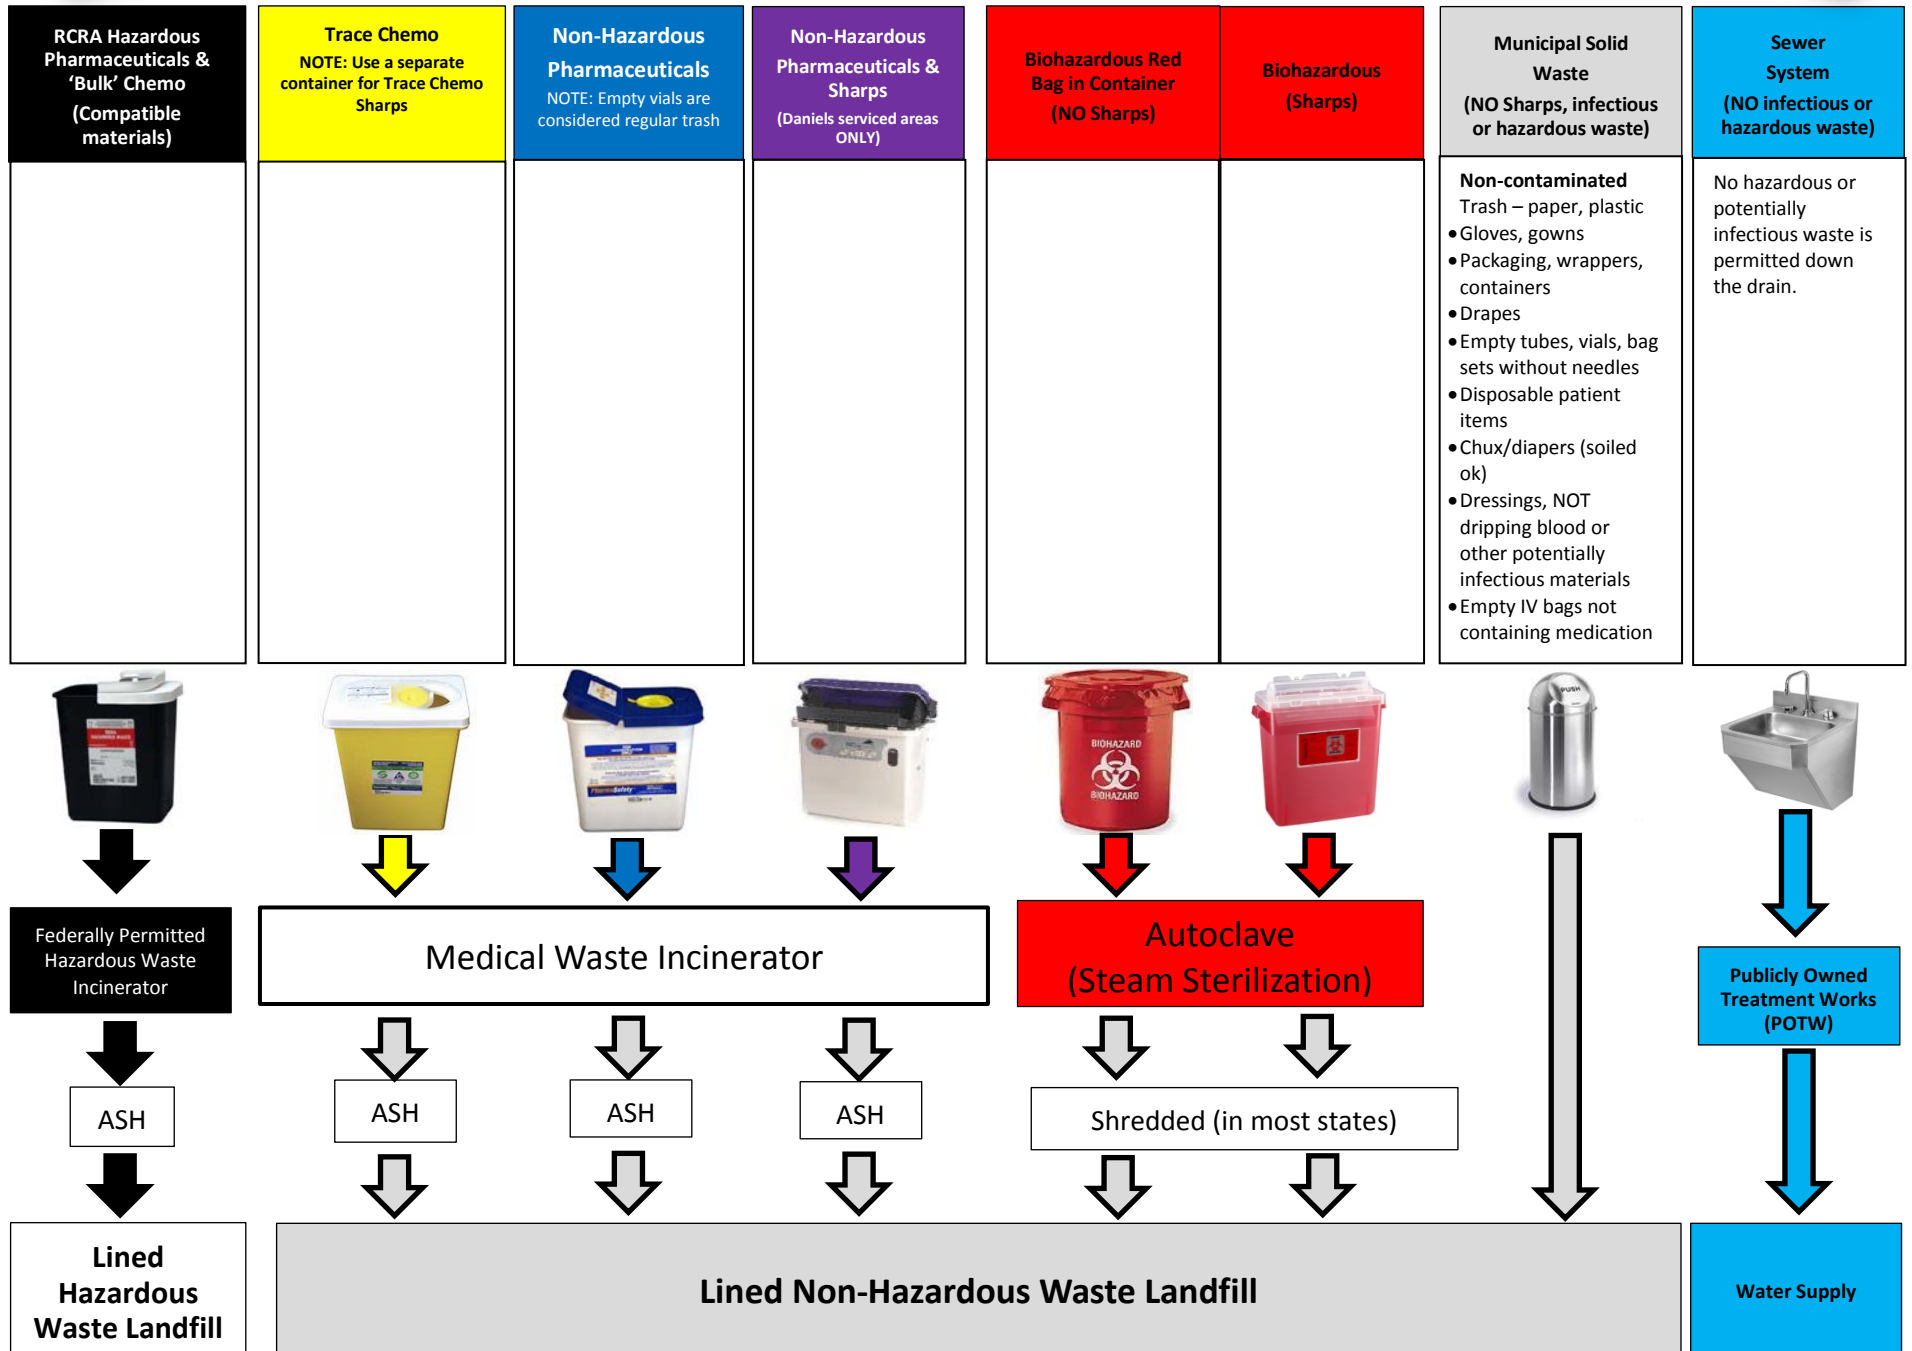 RCRA Hazardous
Pharmaceuticals &
‘Bulk’ Chemo
(Compatible
materials)
Trace Chemo
NOTE: Use a separate
container for Trace Chemo
Sharps
Non-Hazardous
Pharmaceuticals
NOTE: Empty vials are
considered regular trash
Non-Hazardous
Pharmaceuticals &
Sharps
(Daniels serviced areas
ONLY)
Biohazardous Red
Bag in Container
(NO Sharps)
Biohazardous
(Sharps)
Municipal Solid
Waste
(NO Sharps, infectious
or hazardous waste)
Sewer
System
(NO infectious or
hazardous waste)
Non-contaminated
Trash – paper, plastic
•Gloves, gowns
•Packaging, wrappers,
containers
•Drapes
•Empty tubes, vials, bag
sets without needles
•Disposable patient
items
•Chux/diapers (soiled
ok)
•Dressings, NOT
dripping blood or
other potentially
infectious materials
•Empty IV bags not
containing medication
No hazardous or
potentially
infectious waste is
permitted down
the drain.
BIOHAZARD
BIOHAZARD
PUSH
Federally Permitted
Hazardous Waste
Incinerator
Medical Waste Incinerator
Autoclave
(Steam Sterilization)
Publicly Owned
Treatment Works
(POTW)
ASH
ASH
ASH
ASH
Shredded (in most states)
Lined
Hazardous
Waste Landfill
Lined Non-Hazardous Waste Landfill
Water Supply